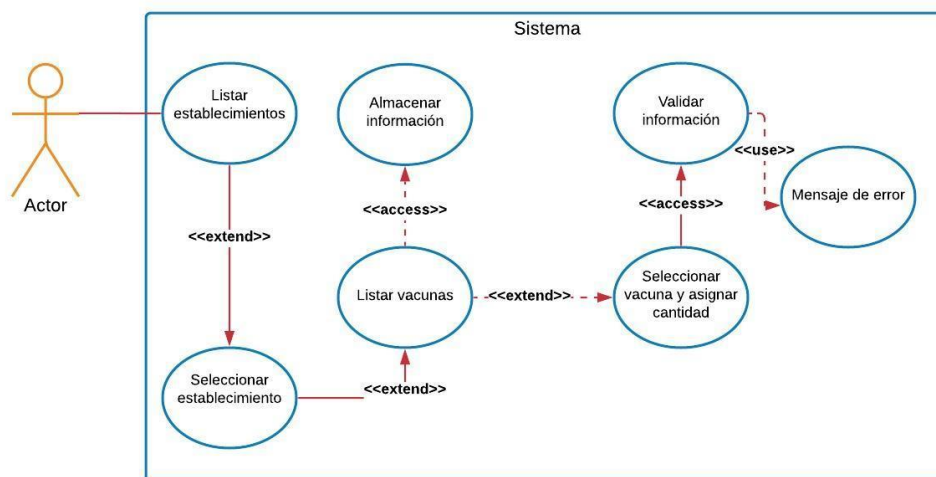 Sistema
Listar
establecimientos
Almacenar
información
Validar
información
<<use>>
Actor
Mensaje de error
<<extend>>
<<access>>
<<access>>
Listar vacunas
<<extend>>
Seleccionar
vacuna y asignar
cantidad
Seleccionar
establecimiento
<<extend>>